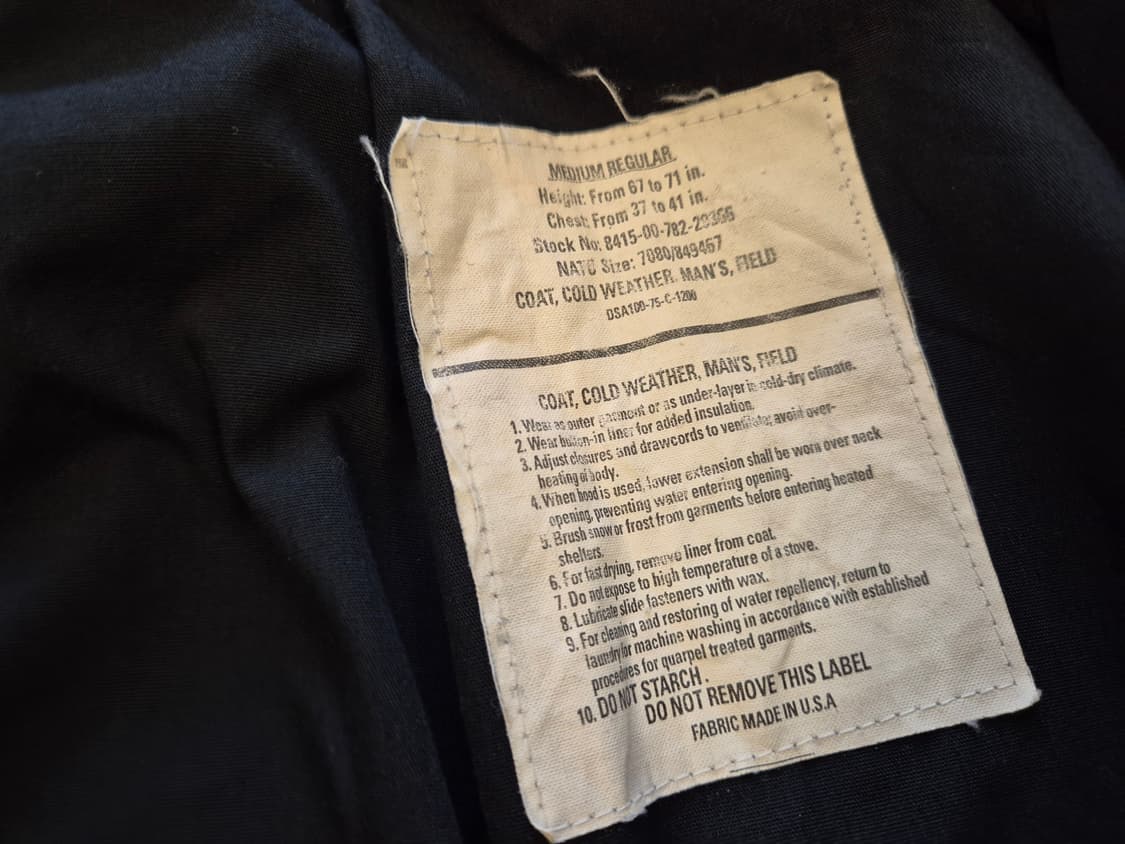 MEDIUM REGULAR
Height: From 67 to 71 in.
Chest: From 37 to 41 in.
Stock No: 8415-00-782-
NATO Size: 7080/
COAT, COLD WEATHER, MAN'S, FIELD
DSA100-75-C-1200
COAT, COLD WEATHER, MAN'S, FIELD
1. Wear as outer garment or as under-layer in cold-dry climate.
2. Wear button-in liner for added insulation.
3. Adjust closures and drawcords to ventilate; avoid over-
heating of body.
4. When hood is used, lower extension shall be worn over neck
opening, preventing water entering opening.
5. Brush snow or frost from garments before entering heated
shelters.
6. For fast drying, remove liner from coat.
7. Do not expose to high temperature of a stove.
8. Lubricate slide fasteners with wax.
9. For cleaning and restoring of water repellency, return to
laundry for machine washing in accordance with established
procedures for quarpel treated garments.
10. DO NOT STARCH.
DO NOT REMOVE THIS LABEL
FABRIC MADE IN U.S.A